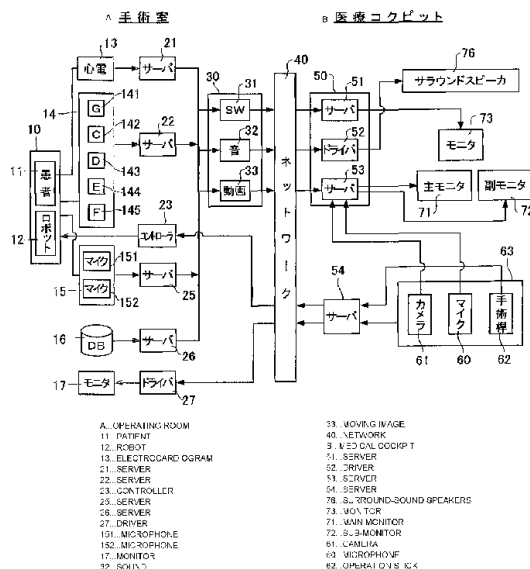 A 手術室
B 医療コクピット
13
心電
21
サーバ
14
G
141
C
142
D
143
E
144
F
145
22
サーバ
10
11
患者
12
ロボット
23
コントローラ
15
マイク
151
マイク
152
サーバ
25
16
DB
サーバ
26
17
モニタ
ドライバ
27
30
SW
31
音
32
動画
33
40
ネットワーク
50
サーバ
51
ドライバ
52
サーバ
53
54
サーバ
76
サラウンドスピーカ
73
モニタ
主モニタ
71
副モニタ
72
63
カメラ
61
マイク
60
手術桿
62
A...OPERATING ROOM
11...PATIENT
12...ROBOT
13...ELECTROCARDIOGRAM
21...SERVER
22...SERVER
23...CONTROLLER
25...SERVER
26...SERVER
27...DRIVER
151...MICROPHONE
152...MICROPHONE
17...MONITOR
32...SOUND
33...MOVING IMAGE
40...NETWORK
B...MEDICAL COCKPIT
51...SERVER
52...DRIVER
53...SERVER
54...SERVER
76...SURROUND-SOUND SPEAKERS
73...MONITOR
71...MAIN MONITOR
72...SUB-MONITOR
61...CAMERA
60...MICROPHONE
62...OPERATION STICK